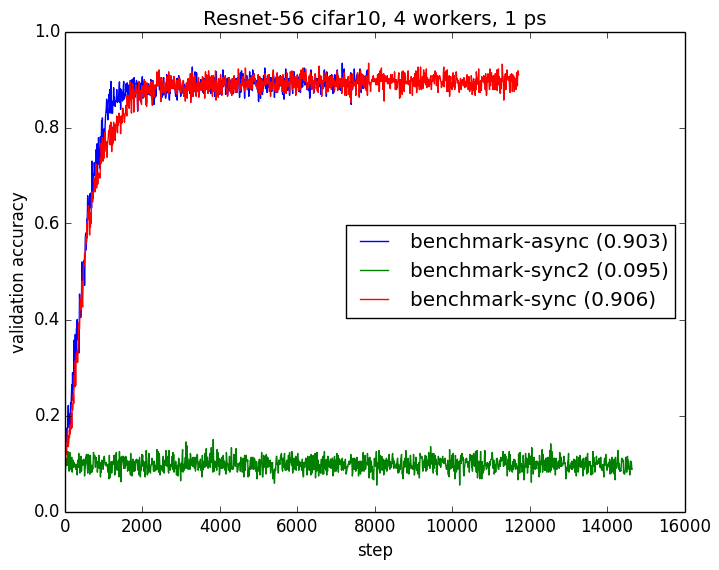 Resnet-56 cifar10, 4 workers, 1 ps
1.0
0.8
0.6
0.4
0.2
0.0
validation accuracy
benchmark-async (0.903)
benchmark-sync2 (0.095)
benchmark-sync (0.906)
0 2000 4000 6000 8000 10000 12000 14000 16000
step